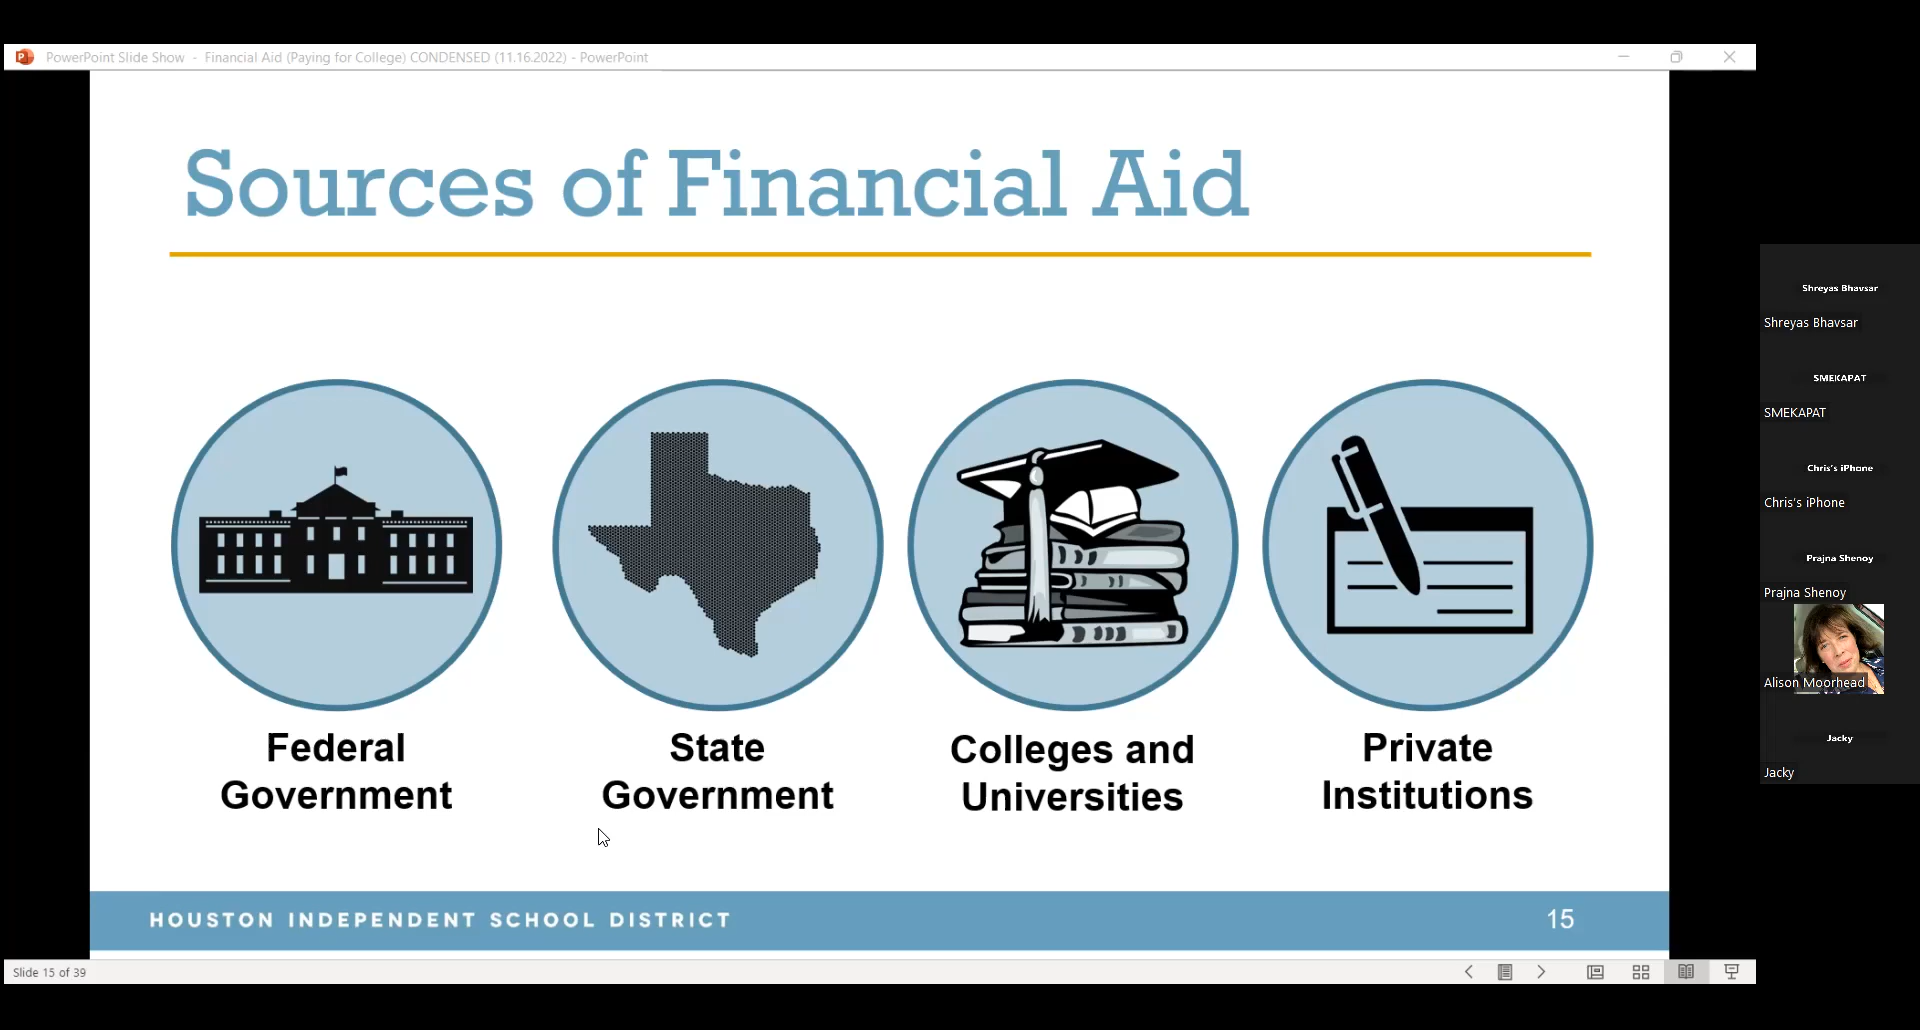 PowerPoint Slide Show - Financial Aid (Paying for College) CONDENSED (11.16.2022) - PowerPoint
Sources of Financial Aid
Federal
Government
State
Government
Colleges and
Universities
Private
Institutions
HOUSTON INDEPENDENT SCHOOL DISTRICT
15
Slide 15 of 39
Shreyas Bhavsar
Shreyas Bhavsar
SMEKAPAT
SMEKAPAT
Chris's iPhone
Chris's iPhone
Prajna Shenoy
Prajna Shenoy
Alison Moorhead
Jacky
Jacky